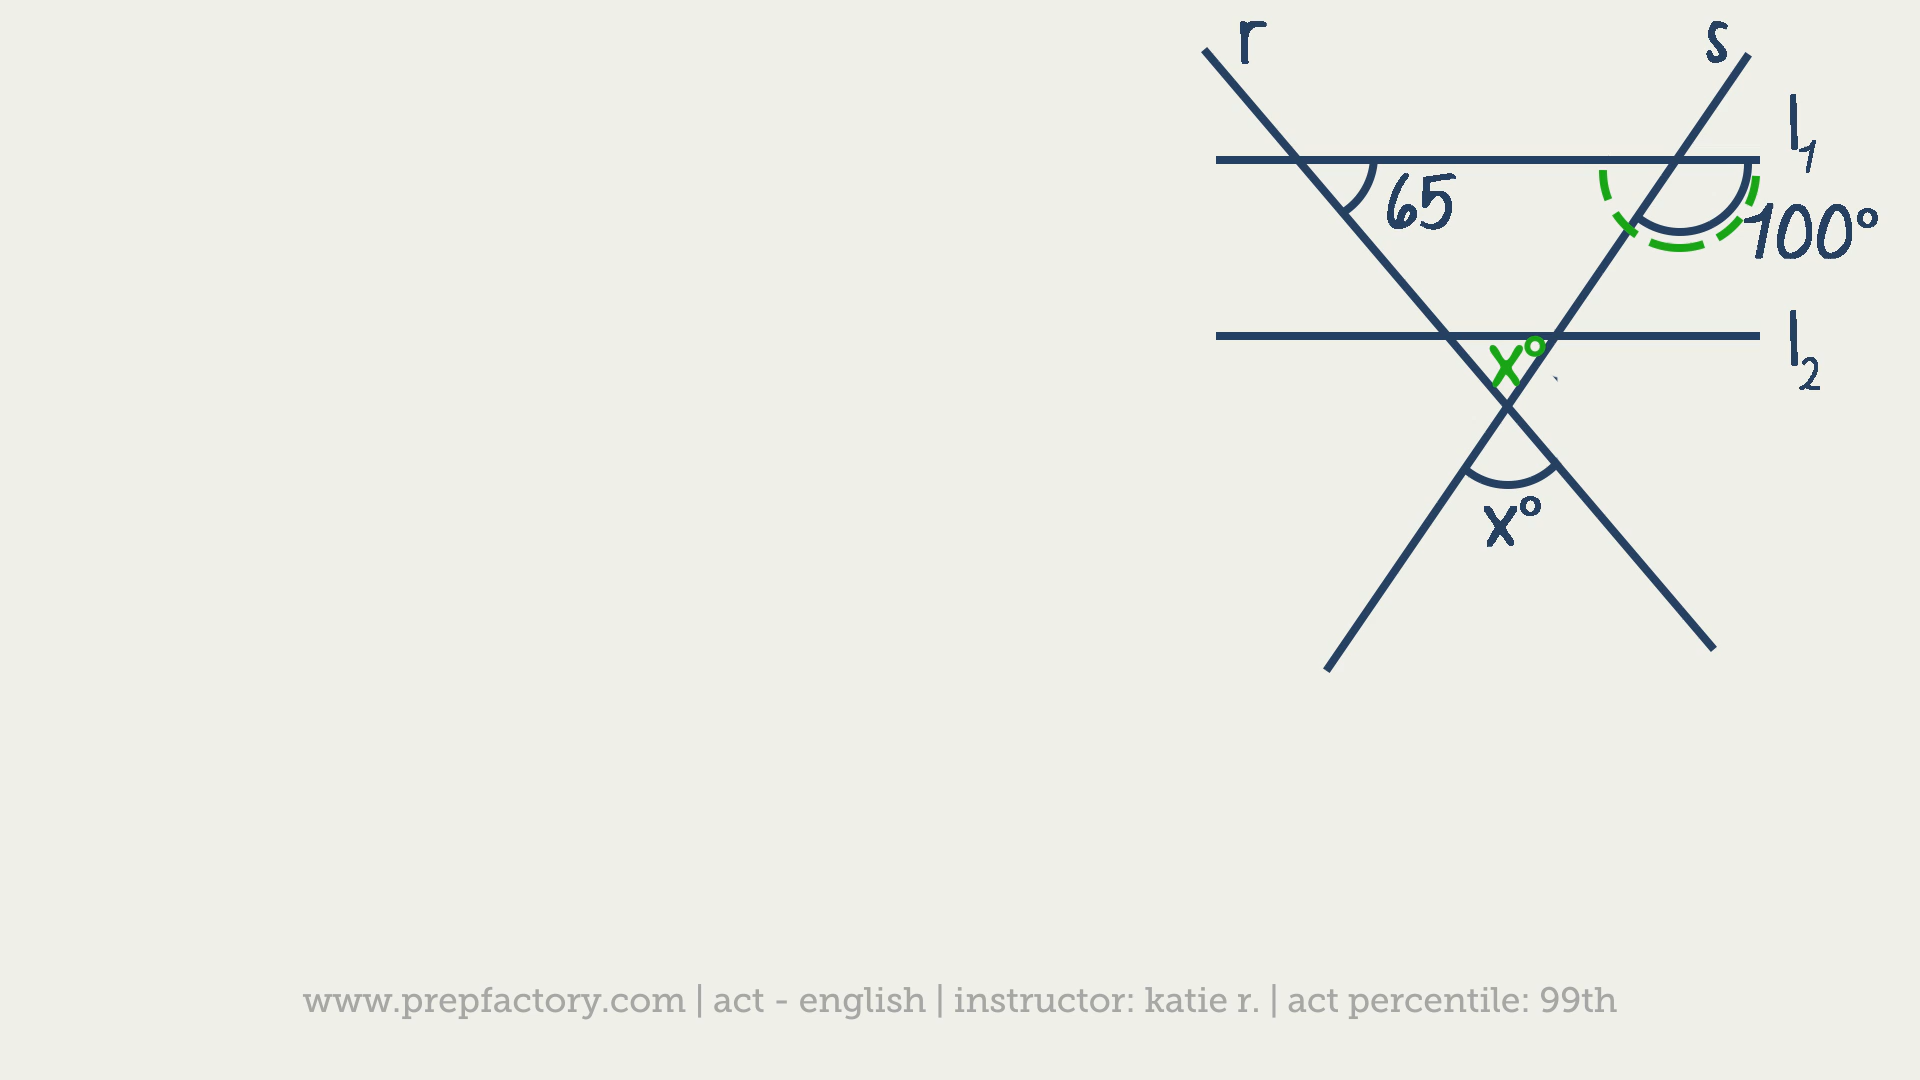 r
s
l1
65
100°
l2
x°
x°
www.prepfactory.com | act - english | instructor: katie r. | act percentile: 99th